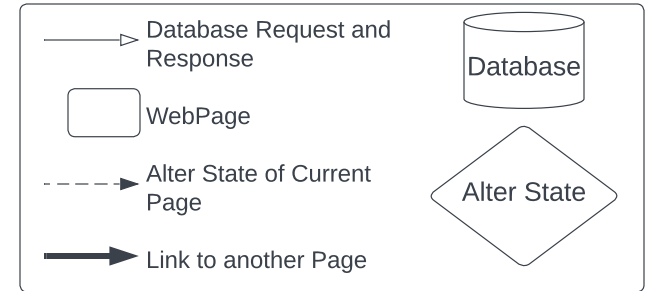 Database Request and
Response
WebPage
Alter State of Current
Page
Link to another Page
Database
Alter State